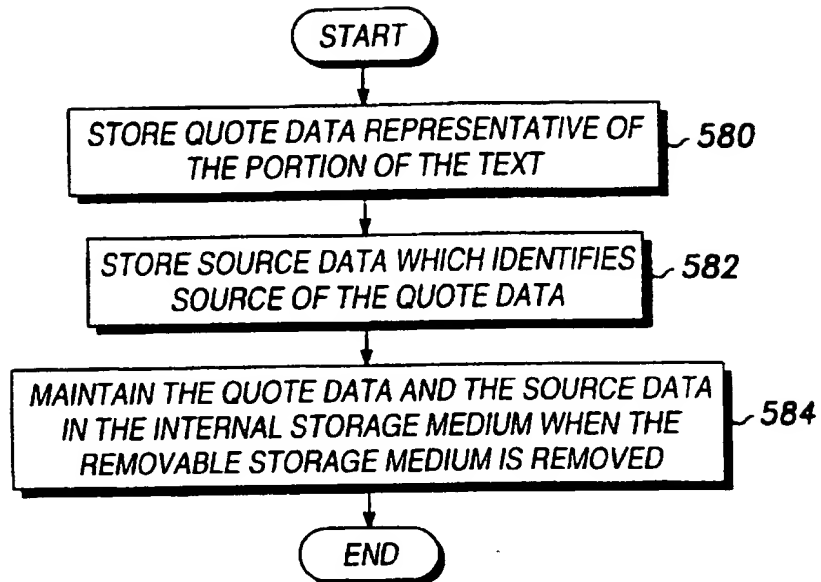 START
STORE QUOTE DATA REPRESENTATIVE OF
THE PORTION OF THE TEXT
580
STORE SOURCE DATA WHICH IDENTIFIES
SOURCE OF THE QUOTE DATA
582
MAINTAIN THE QUOTE DATA AND THE SOURCE DATA
IN THE INTERNAL STORAGE MEDIUM WHEN THE
REMOVABLE STORAGE MEDIUM IS REMOVED
584
END